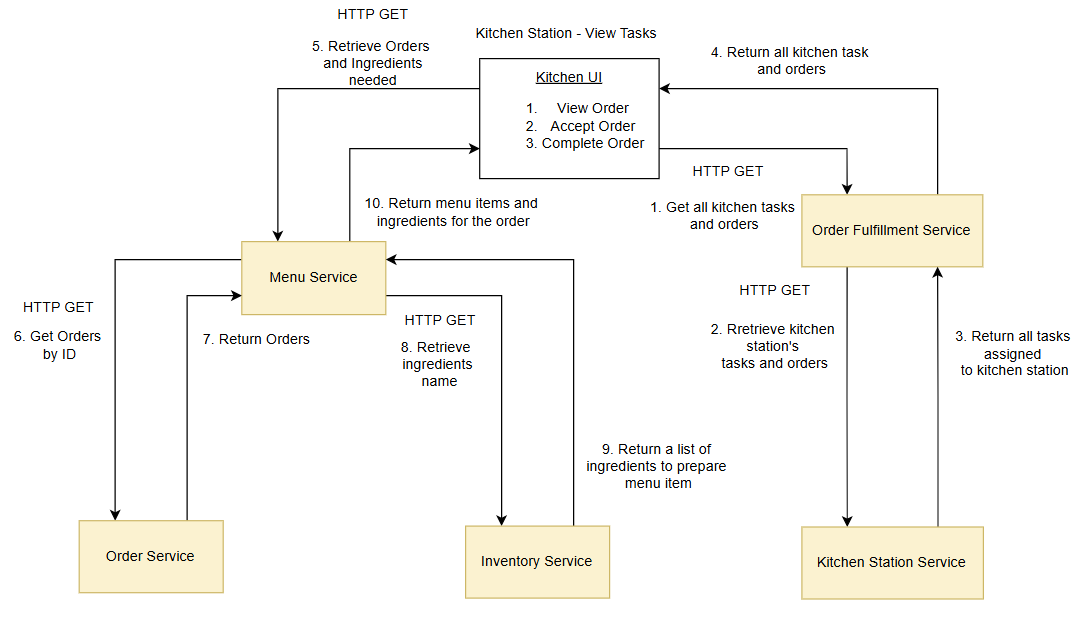 HTTP GET
Kitchen Station - View Tasks
5. Retrieve Orders
and Ingredients
needed
4. Return all kitchen task
and orders
Kitchen UI
1. View Order
2. Accept Order
3. Complete Order
HTTP GET
1. Get all kitchen tasks
and orders
10. Return menu items and
ingredients for the order
Order Fulfillment Service
Menu Service
HTTP GET
6. Get Orders
by ID
7. Return Orders
HTTP GET
8. Retrieve
ingredients
name
HTTP GET
2. Rretrieve kitchen
station's
tasks and orders
3. Return all tasks
assigned
to kitchen station
9. Return a list of
ingredients to prepare
menu item
Order Service
Inventory Service
Kitchen Station Service